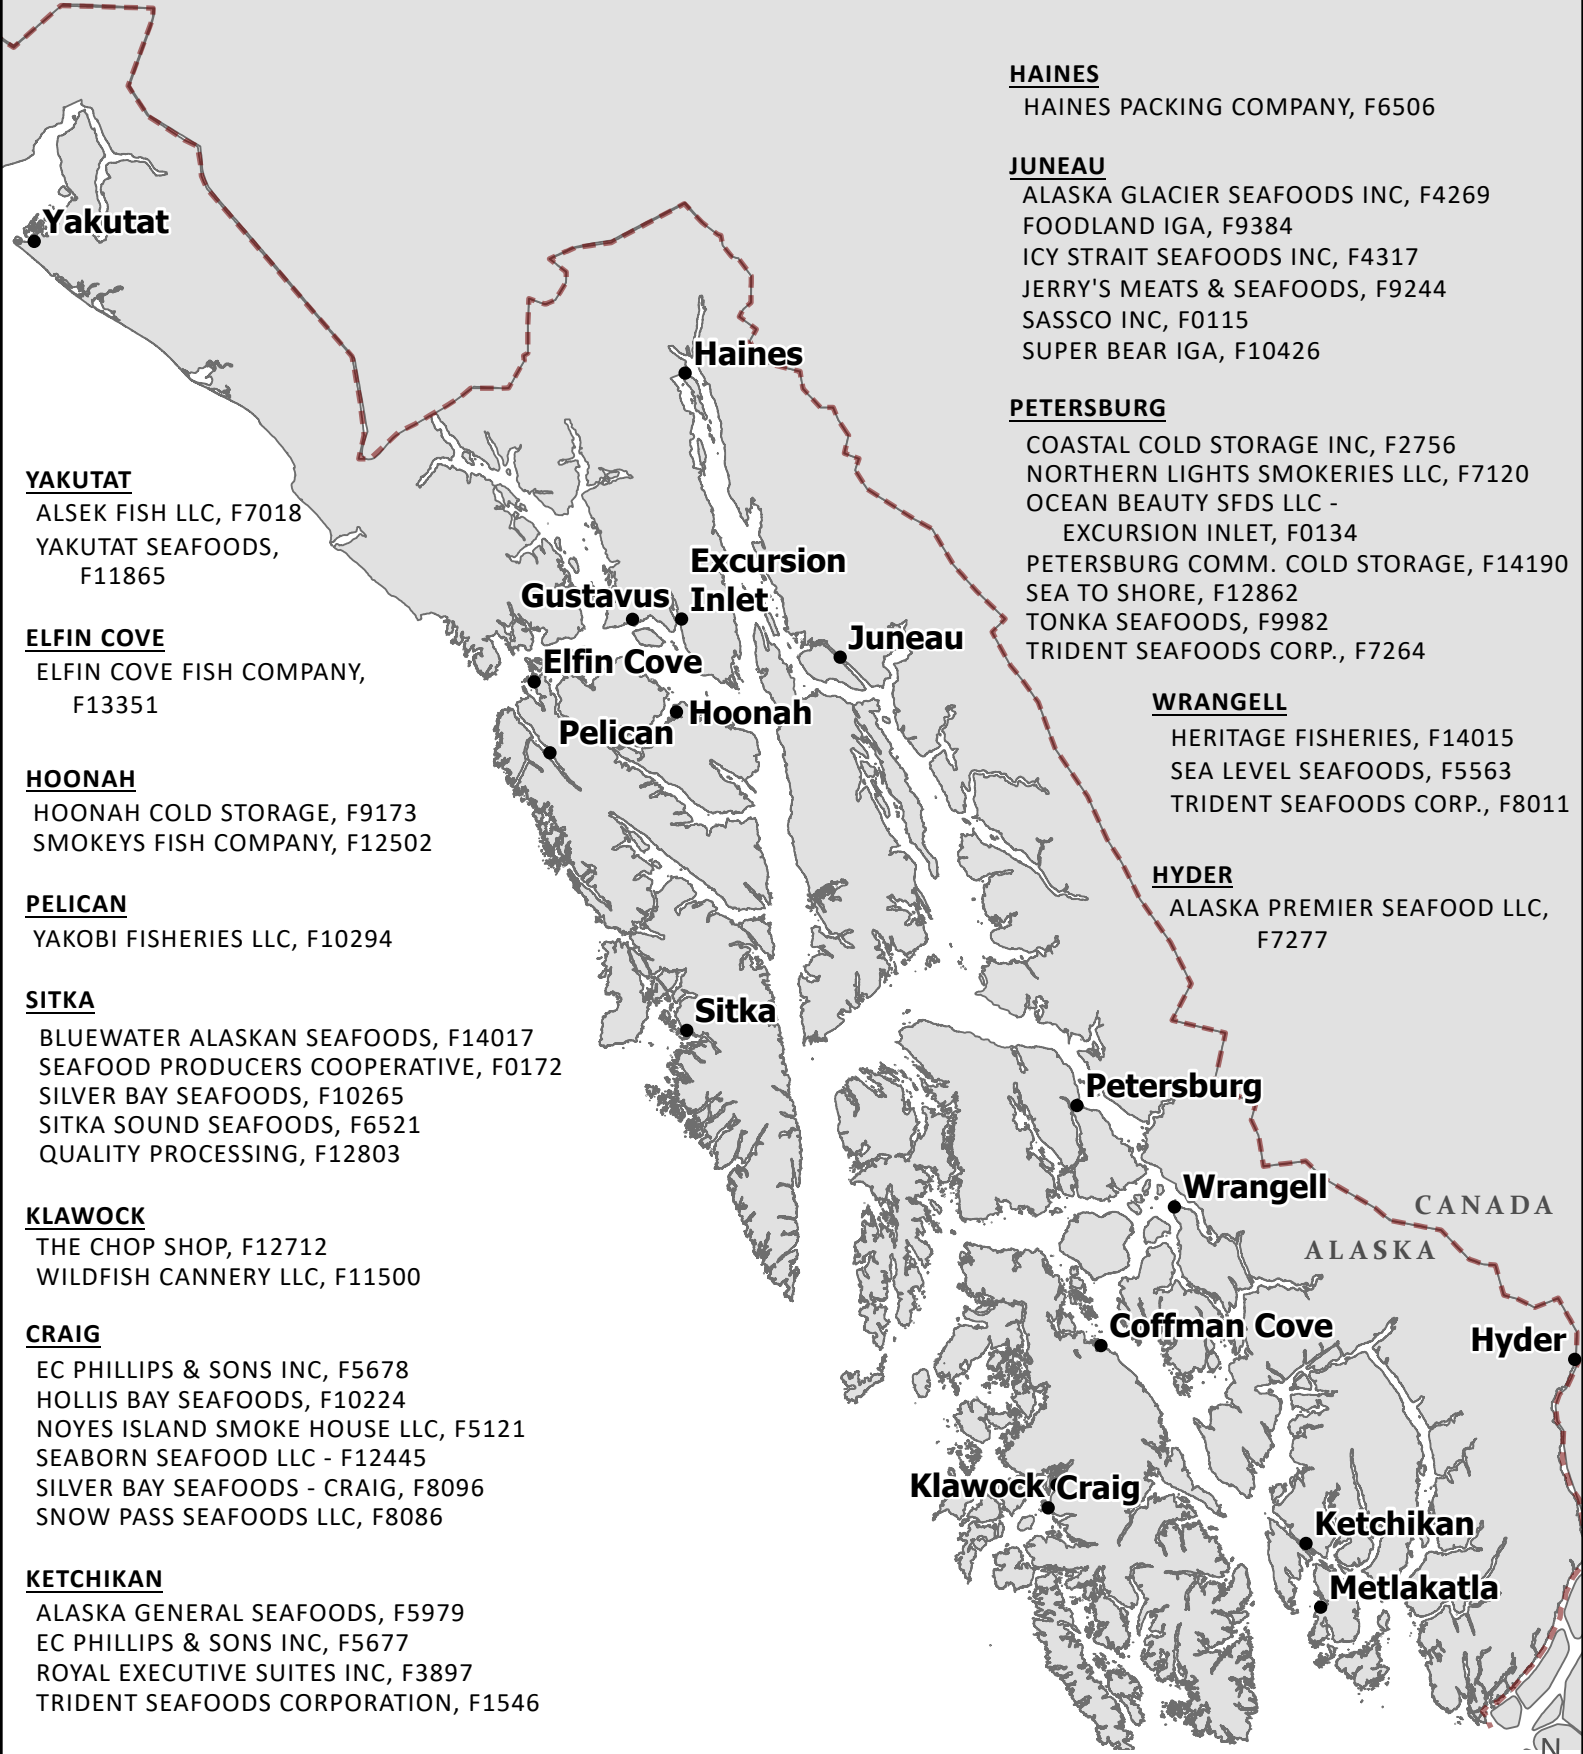 HAINES
HAINES PACKING COMPANY, F6506
JUNEAU
ALASKA GLACIER SEAFOODS INC, F4269
FOODLAND IGA, F9384
ICY STRAIT SEAFOODS INC, F4317
JERRY'S MEATS & SEAFOODS, F9244
SASSCO INC, F0115
SUPER BEAR IGA, F10426
PETERSBURG
COASTAL COLD STORAGE INC, F2756
NORTHERN LIGHTS SMOKERIES LLC, F7120
OCEAN BEAUTY SFDS LLC -
EXCURSION INLET, F0134
PETERSBURG COMM. COLD STORAGE, F14190
SEA TO SHORE, F12862
TONKA SEAFOODS, F9982
TRIDENT SEAFOODS CORP., F7264
WRANGELL
HERITAGE FISHERIES, F14015
SEA LEVEL SEAFOODS, F5563
TRIDENT SEAFOODS CORP., F8011
HYDER
ALASKA PREMIER SEAFOOD LLC,
F7277
YAKUTAT
ALSEK FISH LLC, F7018
YAKUTAT SEAFOODS,
F11865
ELFIN COVE
ELFIN COVE FISH COMPANY,
F13351
HOONAH
HOONAH COLD STORAGE, F9173
SMOKEYS FISH COMPANY, F12502
PELICAN
YAKOBI FISHERIES LLC, F10294
SITKA
BLUEWATER ALASKAN SEAFOODS, F14017
SEAFOOD PRODUCERS COOPERATIVE, F0172
SILVER BAY SEAFOODS, F10265
SITKA SOUND SEAFOODS, F6521
QUALITY PROCESSING, F12803
KLAWOCK
THE CHOP SHOP, F12712
WILDFISH CANNERY LLC, F11500
CRAIG
EC PHILLIPS & SONS INC, F5678
HOLLIS BAY SEAFOODS, F10224
NOYES ISLAND SMOKE HOUSE LLC, F5121
SEABORN SEAFOOD LLC - F12445
SILVER BAY SEAFOODS - CRAIG, F8096
SNOW PASS SEAFOODS LLC, F8086
KETCHIKAN
ALASKA GENERAL SEAFOODS, F5979
EC PHILLIPS & SONS INC, F5677
ROYAL EXECUTIVE SUITES INC, F3897
TRIDENT SEAFOODS CORPORATION, F1546
Yakutat
Haines
Excursion
Inlet
Gustavus
Juneau
Elfin Cove
Hoonah
Pelican
Sitka
Petersburg
Wrangell
CANADA
ALASKA
Coffman Cove
Hyder
Klawock
Craig
Ketchikan
Metlakatla
N